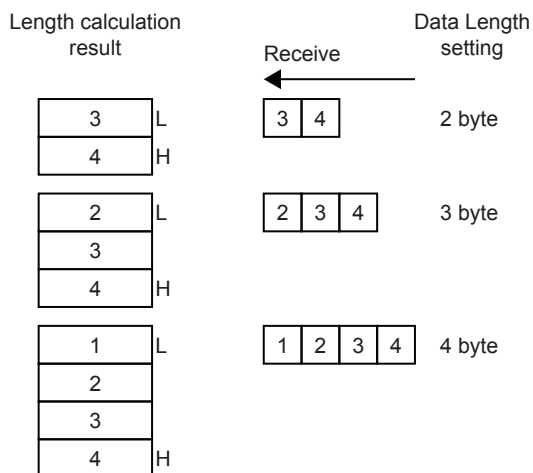 Length calculation result
Receive
Data Length setting
3 L 3 4 2 byte
4 H
2 L 2 3 4 3 byte
3
4 H
1 L 1 2 3 4 4 byte
2
3
4 H